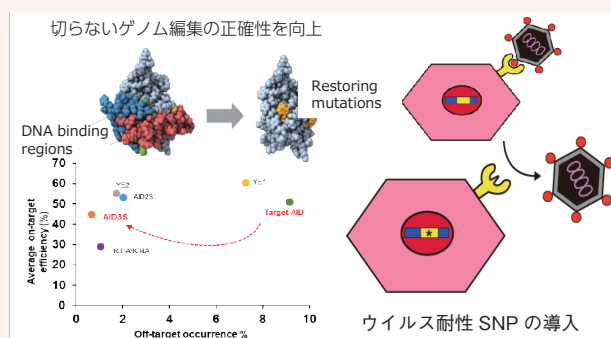 切らないゲノム編集の正確性を向上
Restoring
mutations
DNA binding
regions
Average on-target
efficiency (%)
70
60
50
40
30
20
10
0
YE2
AID2S
YE1
AID3S
Target AID
0
2
4
6
8
10
Off-target occurrence %
*
ウイルス耐性 SNP の導入